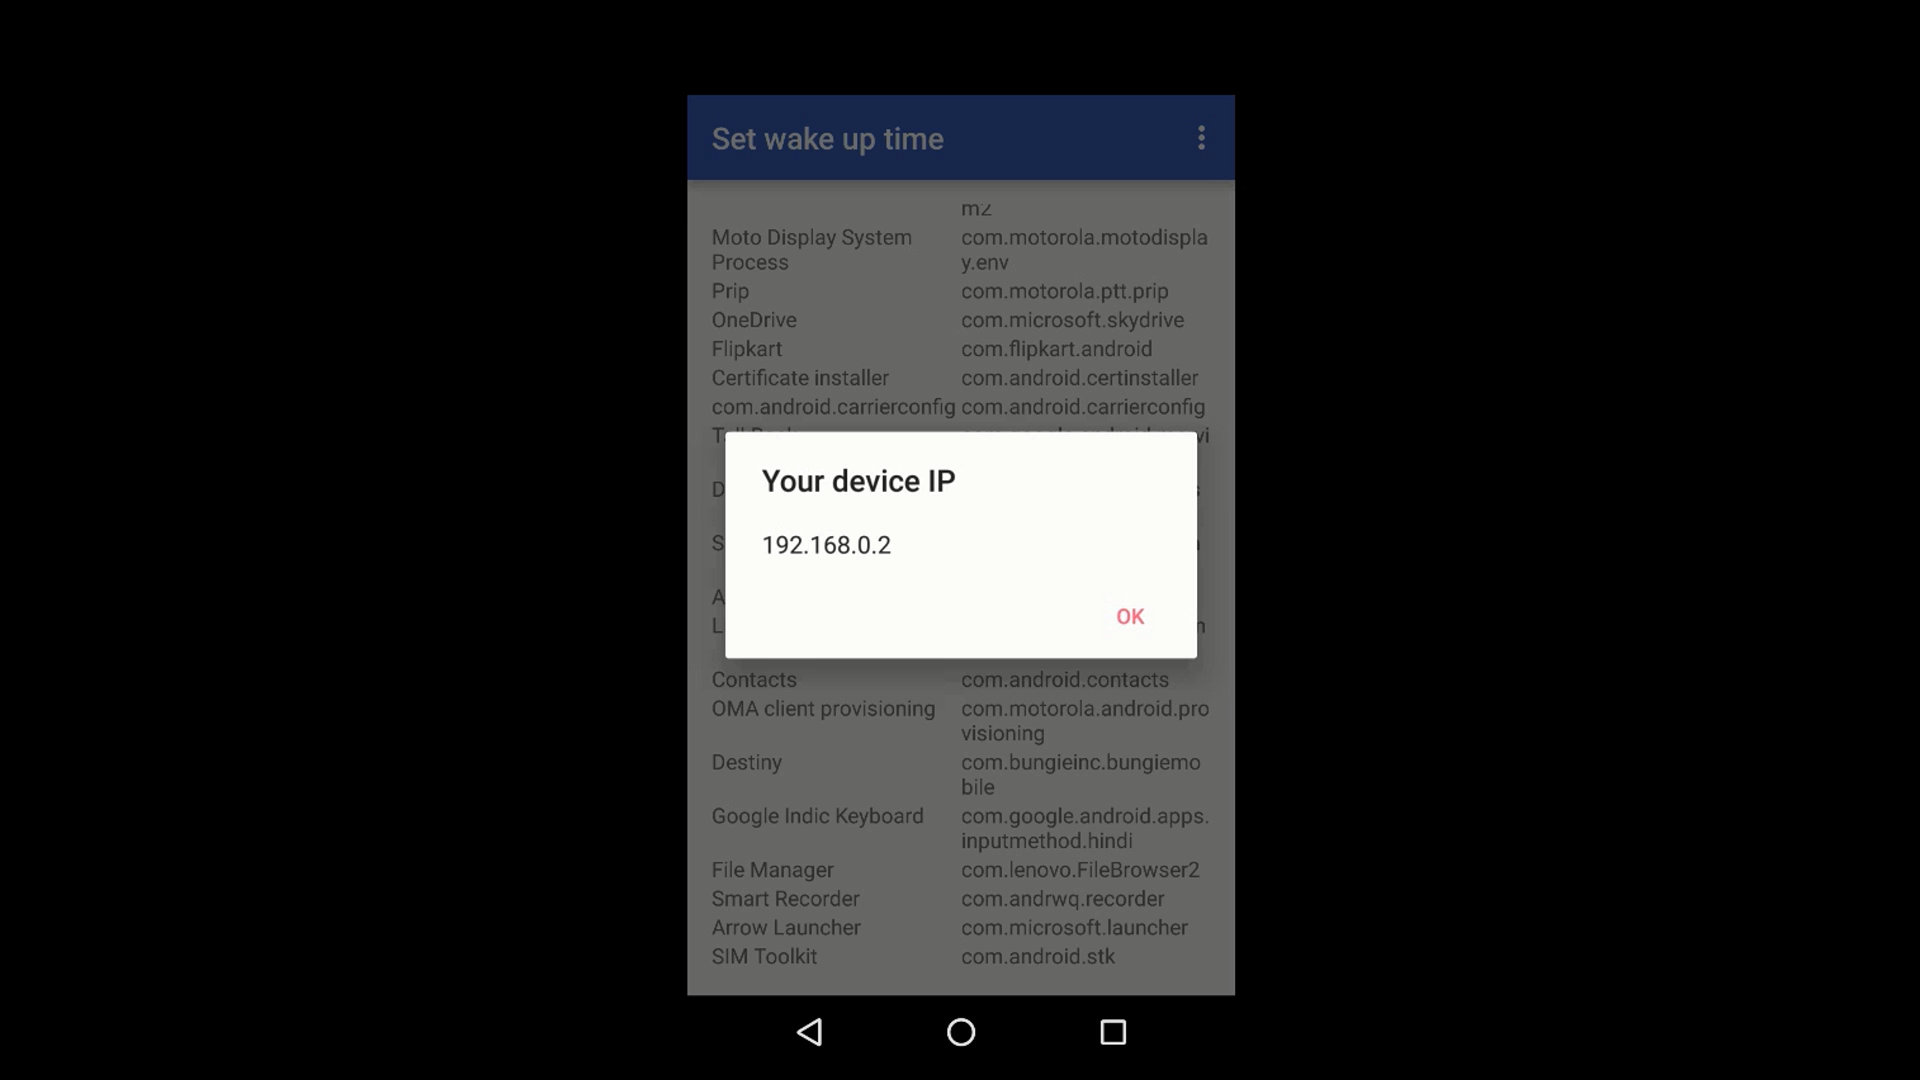 Set wake up time
m2
Moto Display System com.motorola.motodispla
Process y.env
Prip com.motorola.ptt.prip
OneDrive com.microsoft.skydrive
Flipkart com.flipkart.android
Certificate installer com.android.certinstaller
com.android.carrierconfig com.android.carrierconfig
Your device IP
192.168.0.2
OK
Contacts com.android.contacts
OMA client provisioning com.motorola.android.pro
visioning
Destiny com.bungieinc.bungiemo
bile
Google Indic Keyboard com.google.android.apps.
inputmethod.hindi
File Manager com.lenovo.FileBrowser2
Smart Recorder com.andrwq.recorder
Arrow Launcher com.microsoft.launcher
SIM Toolkit com.android.stk